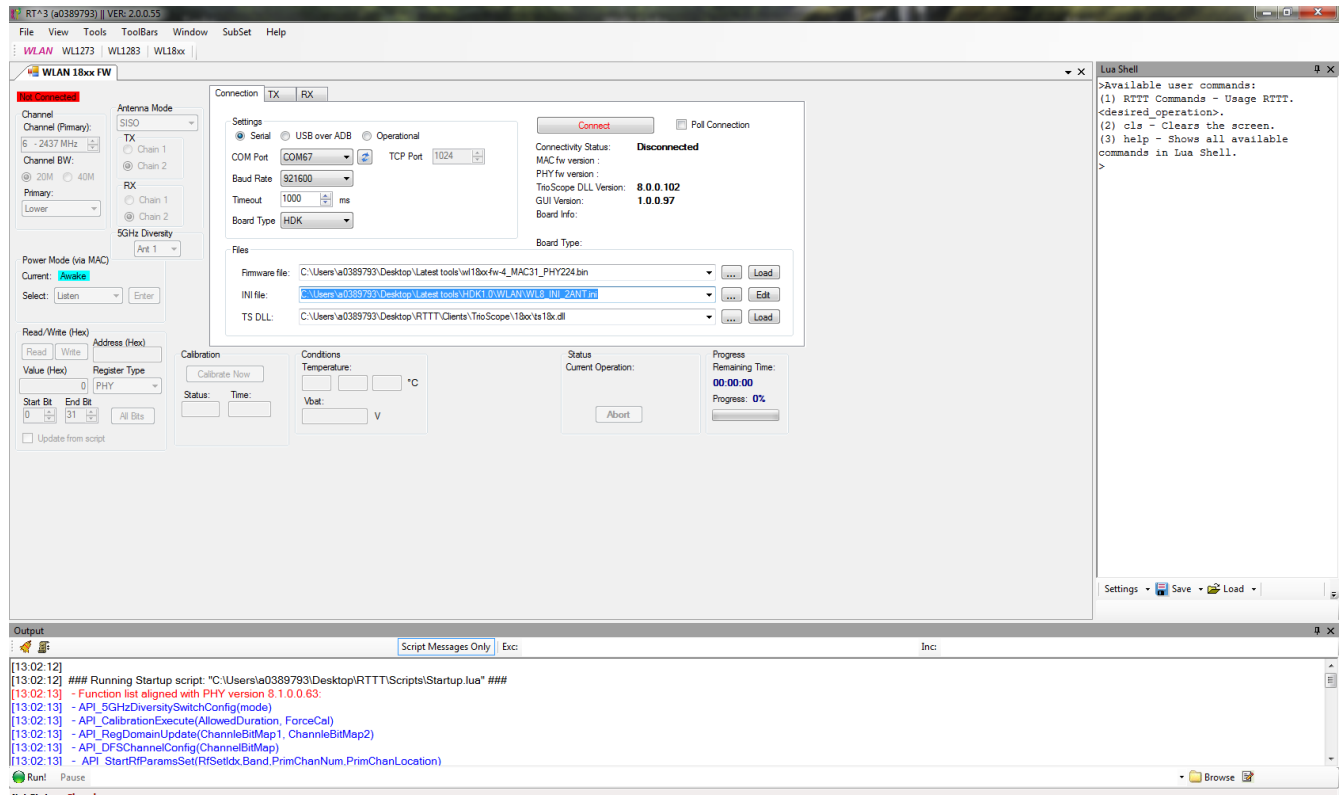 RT^3 (a0389793) || VER: 2.0.0.55
File View Tools ToolBars Window SubSet Help
WLAN WL1273 WL1283 WL18xx
WLAN 18xx FW
Not Connected
Channel
Channel (Primary):
6 - 2437 MHz
Channel BW:
20M 40M
Primary:
Lower
Antenna Mode
SISO
TX
Chain 1
Chain 2
RX
Chain 1
Chain 2
5GHz Diversity
Ant 1
Power Mode (via MAC)
Current: Awake
Select: Listen Enter
Read/Write (Hex)
Read Write Address (Hex)
Value (Hex) Register Type
0 PHY
Start Bit End Bit
0 31 All Bits
Update from script
Connection TX RX
Settings
Serial USB over ADB Operational
COM Port COM67 TCP Port 1024
Baud Rate 921600
Timeout 1000 ms
Board Type HDK
Connect Poll Connection
Connectivity Status: Disconnected
MAC fw version :
PHY fw version :
TrioScope DLL Version: 8.0.0.102
GUI Version: 1.0.0.97
Board Info:
Board Type:
Files
Firmware file: C:\Users\a0389793\Desktop\Latest tools\wl18xx-fw-4_MAC31_PHY224.bin ... Load
INI file: C:\Users\a0389793\Desktop\Latest tools\HDK1.0\WLAN\WL8_INI_2ANT.ini ... Edit
TS DLL: C:\Users\a0389793\Desktop\RTTT\Clients\TrioScope\18xx\ts18x.dll ... Load
Calibration
Calibrate Now
Status: Time:
Conditions
Temperature:
°C
Vbat:
V
Status
Current Operation:
Abort
Progress
Remaining Time:
00:00:00
Progress: 0%
Lua Shell
>Available user commands:
(1) RTTT Commands - Usage RTTT.
<desired_operation>.
(2) cls - Clears the screen.
(3) help - Shows all available
commands in Lua Shell.
>
Settings Save Load
Output
Script Messages Only Exc: Inc:
[13:02:12]
[13:02:12] ### Running Startup script: "C:\Users\a0389793\Desktop\RTTT\Scripts\Startup.lua" ###
[13:02:13] - Function list aligned with PHY version 8.1.0.0.63:
[13:02:13] - API_5GHzDiversitySwitchConfig(mode)
[13:02:13] - API_CalibrationExecute(AllowedDuration, ForceCal)
[13:02:13] - API_RegDomainUpdate(ChannleBitMap1, ChannleBitMap2)
[13:02:13] - API_DFSChannelConfig(ChannelBitMap)
[13:02:13] - API_StartRfParamsSet(RfSetIdx,Band,PrimChanNum,PrimChanLocation)
Run! Pause Browse